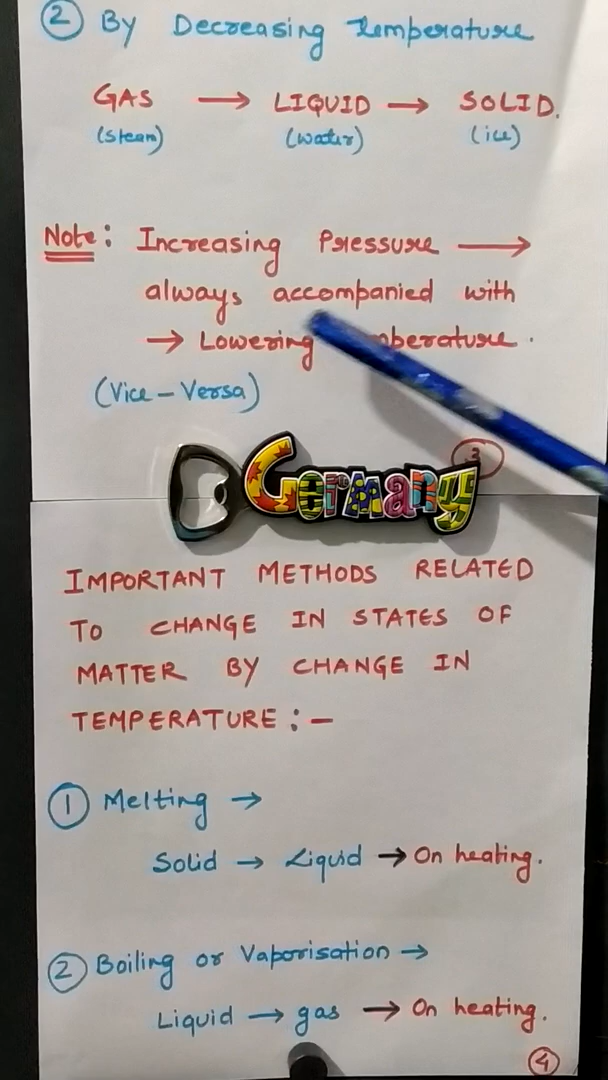 ② By Decreasing temperature
GAS → LIQUID → SOLID.
(Steam) (water) (ice)
Note: Increasing Pressure →
always accompanied with
→ Lowering
(Vice-Versa)
3
Germany
IMPORTANT METHODS RELATED
TO CHANGE IN STATES OF
MATTER BY CHANGE IN
TEMPERATURE :-
① Melting →
Solid → Liquid → On heating.
② Boiling or Vaporisation →
Liquid → gas → On heating.
4